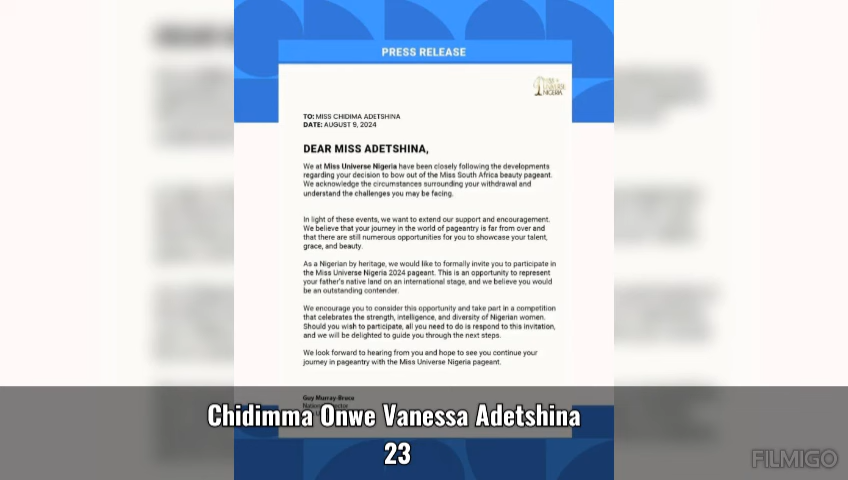 PRESS RELEASE
NIGERIA
TO: MISS CHIDIMA ADETSHINA
DATE: AUGUST 9, 2024
DEAR MISS ADETSHINA,
We at Miss Universe Nigeria have been closely following the developments
regarding your decision to bow out of the Miss South Africa beauty pageant.
We acknowledge the circumstances surrounding your withdrawal and
understand the challenges you may be facing.
In light of these events, we want to extend our support and encouragement.
We believe that your journey in the world of pageantry is far from over and
that there are still numerous opportunities for you to showcase your talent,
grace, and beauty.
As a Nigerian by heritage, we would like to formally invite you to participate in
the Miss Universe Nigeria 2024 pageant. This is an opportunity to represent
your father's native land on an international stage, and we believe you would
be an outstanding contender.
We encourage you to consider this opportunity and take part in a competition
that celebrates the strength, intelligence, and diversity of Nigerian women.
Should you wish to participate, all you need to do is respond to this invitation,
and we will be delighted to guide you through the next steps.
We look forward to hearing from you and hope to see you continue your
journey in pageantry with the Miss Universe Nigeria pageant.
Guy Murray-Bruce
Chidimma Onwe Vanessa Adetshina
23
FILMIGO